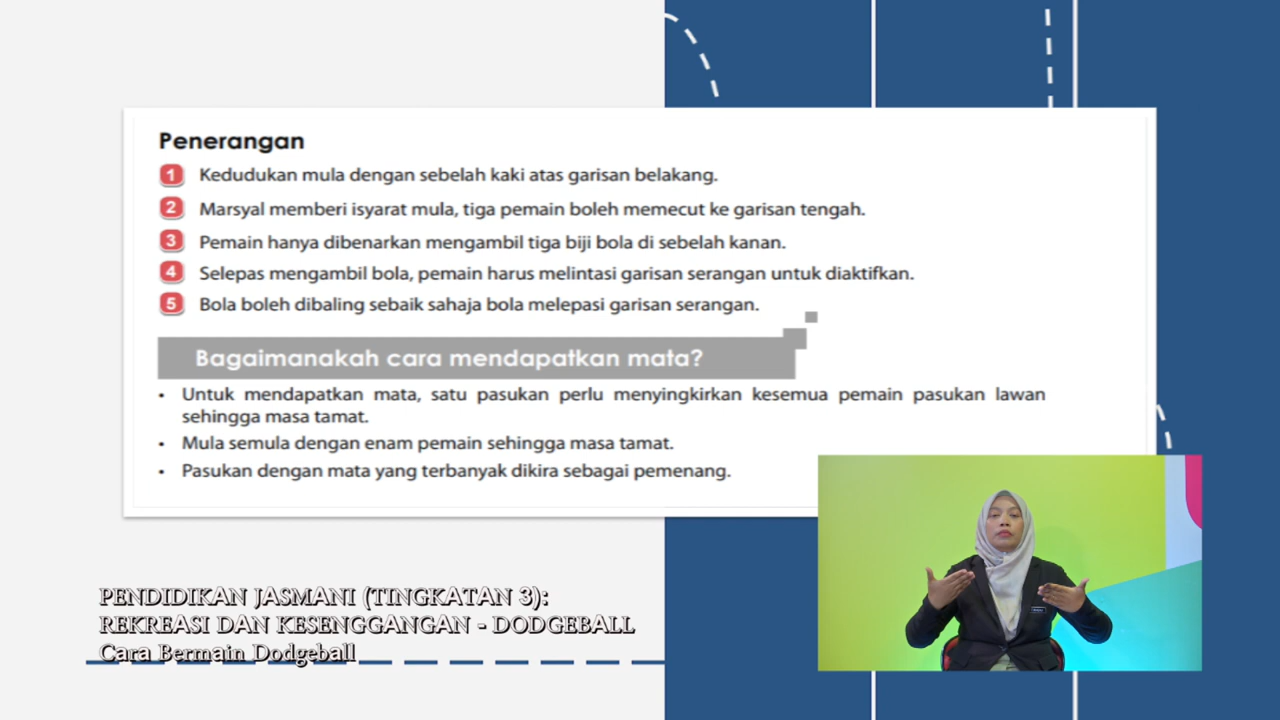 Penerangan
1 Kedudukan mula dengan sebelah kaki atas garisan belakang.
2 Marsyal memberi isyarat mula, tiga pemain boleh memecut ke garisan tengah.
3 Pemain hanya dibenarkan mengambil tiga biji bola di sebelah kanan.
4 Selepas mengambil bola, pemain harus melintasi garisan serangan untuk diaktifkan.
5 Bola boleh dibaling sebaik sahaja bola melepasi garisan serangan.
Bagaimanakah cara mendapatkan mata?
• Untuk mendapatkan mata, satu pasukan perlu menyingkirkan kesemua pemain pasukan lawan
sehingga masa tamat.
• Mula semula dengan enam pemain sehingga masa tamat.
• Pasukan dengan mata yang terbanyak dikira sebagai pemenang.
PENDIDIKAN JASMANI (TINGKATAN 3):
REKREASI DAN KESENGGANGAN - DODGEBALL
Cara Bermain Dodgeball